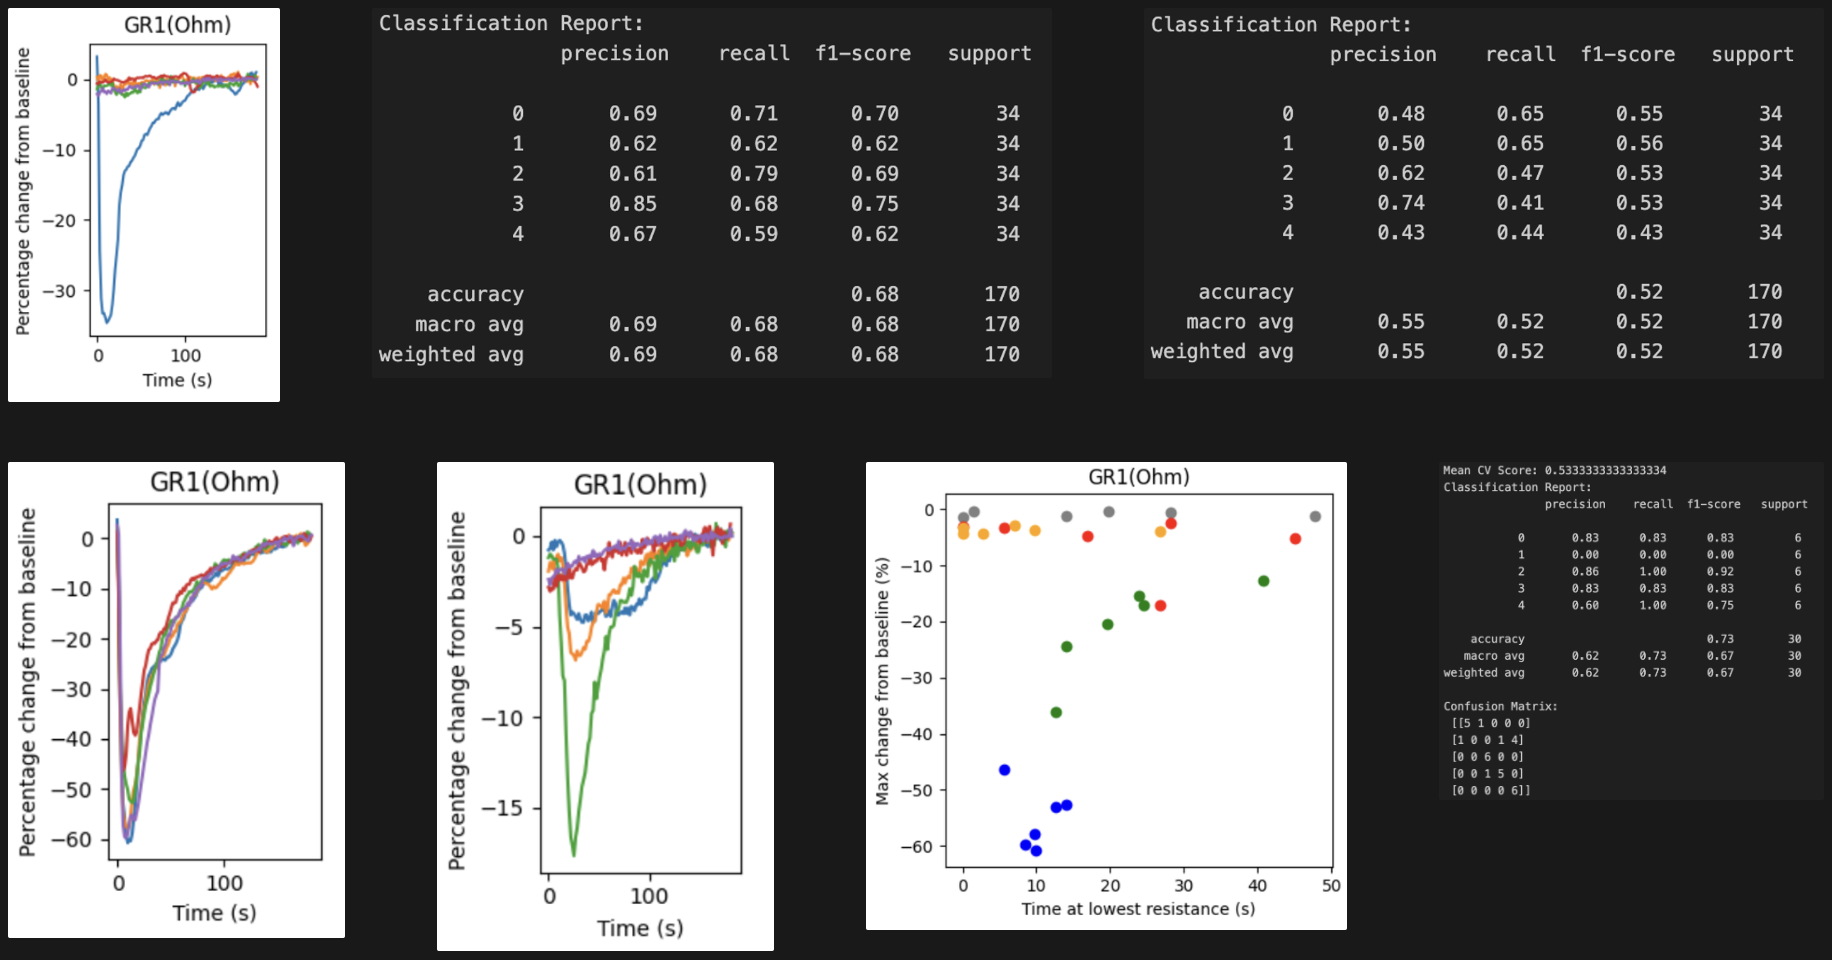 GR1(Ohm)
Percentage change from baseline
0
−10
−20
−30
0 100
Time (s)
Classification Report:
precision recall f1-score support
0 0.69 0.71 0.70 34
1 0.62 0.62 0.62 34
2 0.61 0.79 0.69 34
3 0.85 0.68 0.75 34
4 0.67 0.59 0.62 34
accuracy 0.68 170
macro avg 0.69 0.68 0.68 170
weighted avg 0.69 0.68 0.68 170
Classification Report:
precision recall f1-score support
0 0.48 0.65 0.55 34
1 0.50 0.65 0.56 34
2 0.62 0.47 0.53 34
3 0.74 0.41 0.53 34
4 0.43 0.44 0.43 34
accuracy 0.52 170
macro avg 0.55 0.52 0.52 170
weighted avg 0.55 0.52 0.52 170
GR1(Ohm)
Percentage change from baseline
0
−10
−20
−30
−40
−50
−60
0 100
Time (s)
GR1(Ohm)
Percentage change from baseline
0
−5
−10
−15
0 100
Time (s)
GR1(Ohm)
Max change from baseline (%)
0
−10
−20
−30
−40
−50
−60
0 10 20 30 40 50
Time at lowest resistance (s)
Mean CV Score: 0.5333333333333334
Classification Report:
precision recall f1-score support
0 0.83 0.83 0.83 6
1 0.00 0.00 0.00 6
2 0.86 1.00 0.92 6
3 0.83 0.83 0.83 6
4 0.60 1.00 0.75 6
accuracy 0.73 30
macro avg 0.62 0.73 0.67 30
weighted avg 0.62 0.73 0.67 30
Confusion Matrix:
[[5 1 0 0 0]
[1 0 0 1 4]
[0 0 6 0 0]
[0 0 1 5 0]
[0 0 0 0 6]]